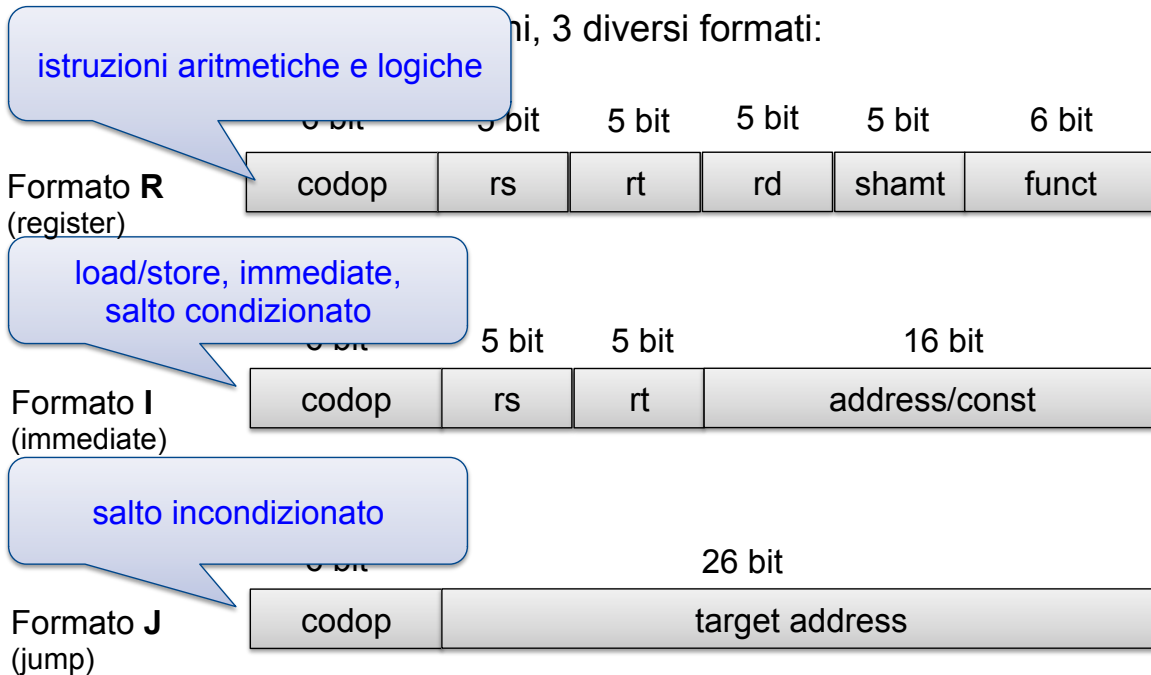 3 diversi formati:
istruzioni aritmetiche e logiche
bit 5 bit 5 bit 5 bit 6 bit
Formato R codop rs rt rd shamt funct
(register)
load/store, immediate,
salto condizionato
5 bit 5 bit 16 bit
Formato I codop rs rt address/const
(immediate)
salto incondizionato
26 bit
Formato J codop target address
(jump)